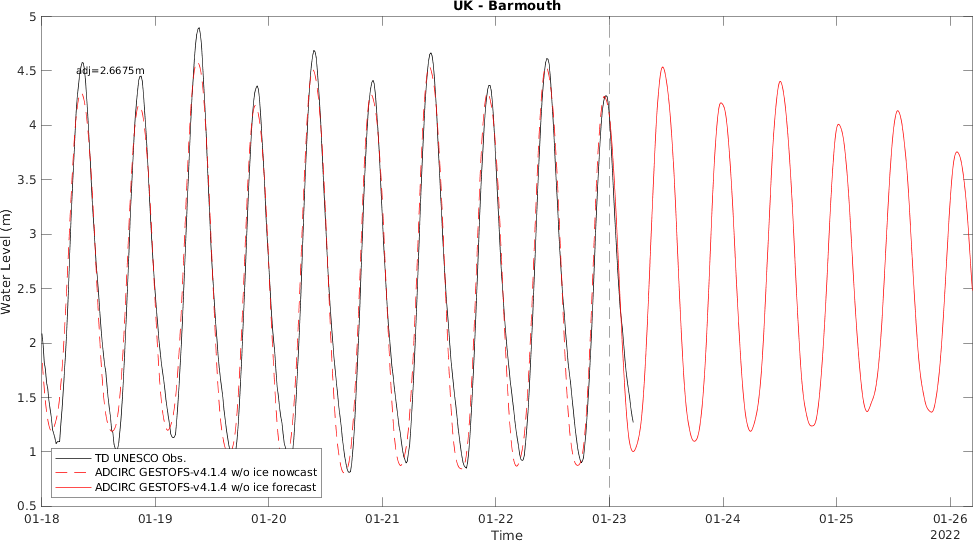 UK - Barmouth
5
4.5
4
3.5
3
2.5
2
1.5
1
0.5
Water Level (m)
adj=2.6675m
TD UNESCO Obs.
ADCIRC GESTOFS-v4.1.4 w/o ice nowcast
ADCIRC GESTOFS-v4.1.4 w/o ice forecast
01-18 01-19 01-20 01-21 01-22 01-23 01-24 01-25 01-26
Time 2022